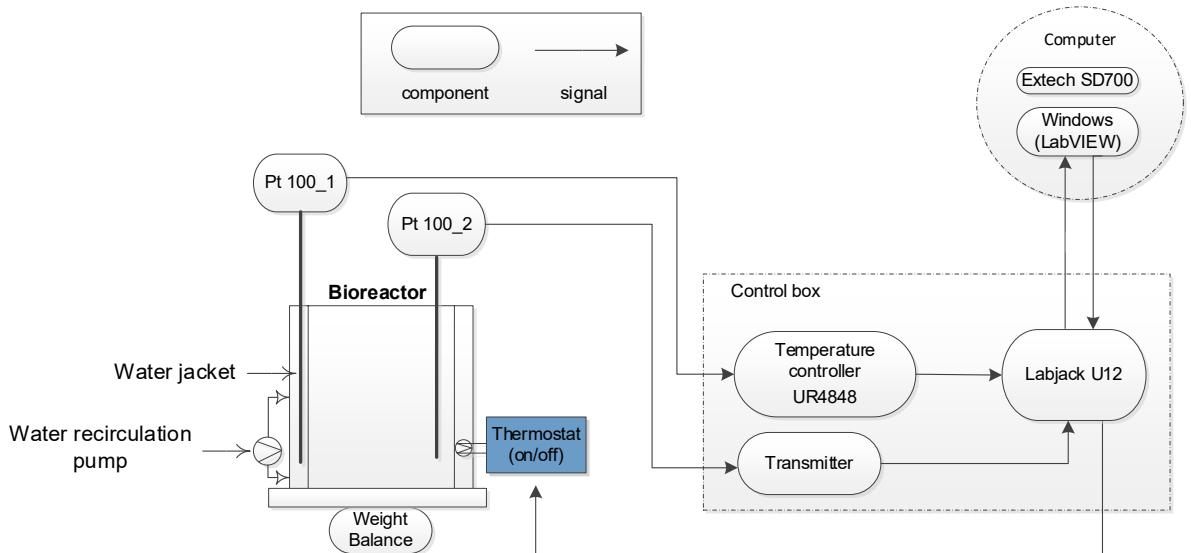 component
signal
Computer
Extech SD700
Windows
(LabVIEW)
Pt 100_1
Pt 100_2
Bioreactor
Control box
Water jacket
Temperature
controller
UR4848
Labjack U12
Water recirculation
pump
Thermostat
(on/off)
Transmitter
Weight
Balance